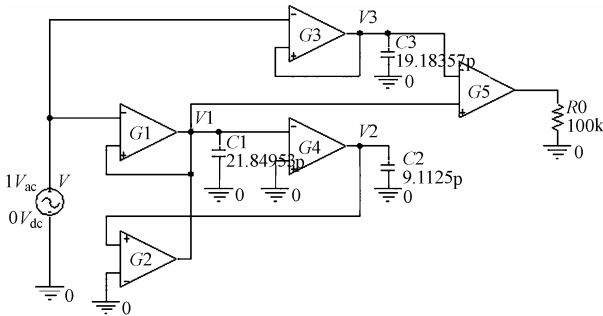 V3
G3
C3
19.18357p
0
G5
R0
100k
0
G1
V1
C1
21.84953p
0
G4
V2
0
C2
9.1125p
0
1Vac V
0Vdc
G2
0
0